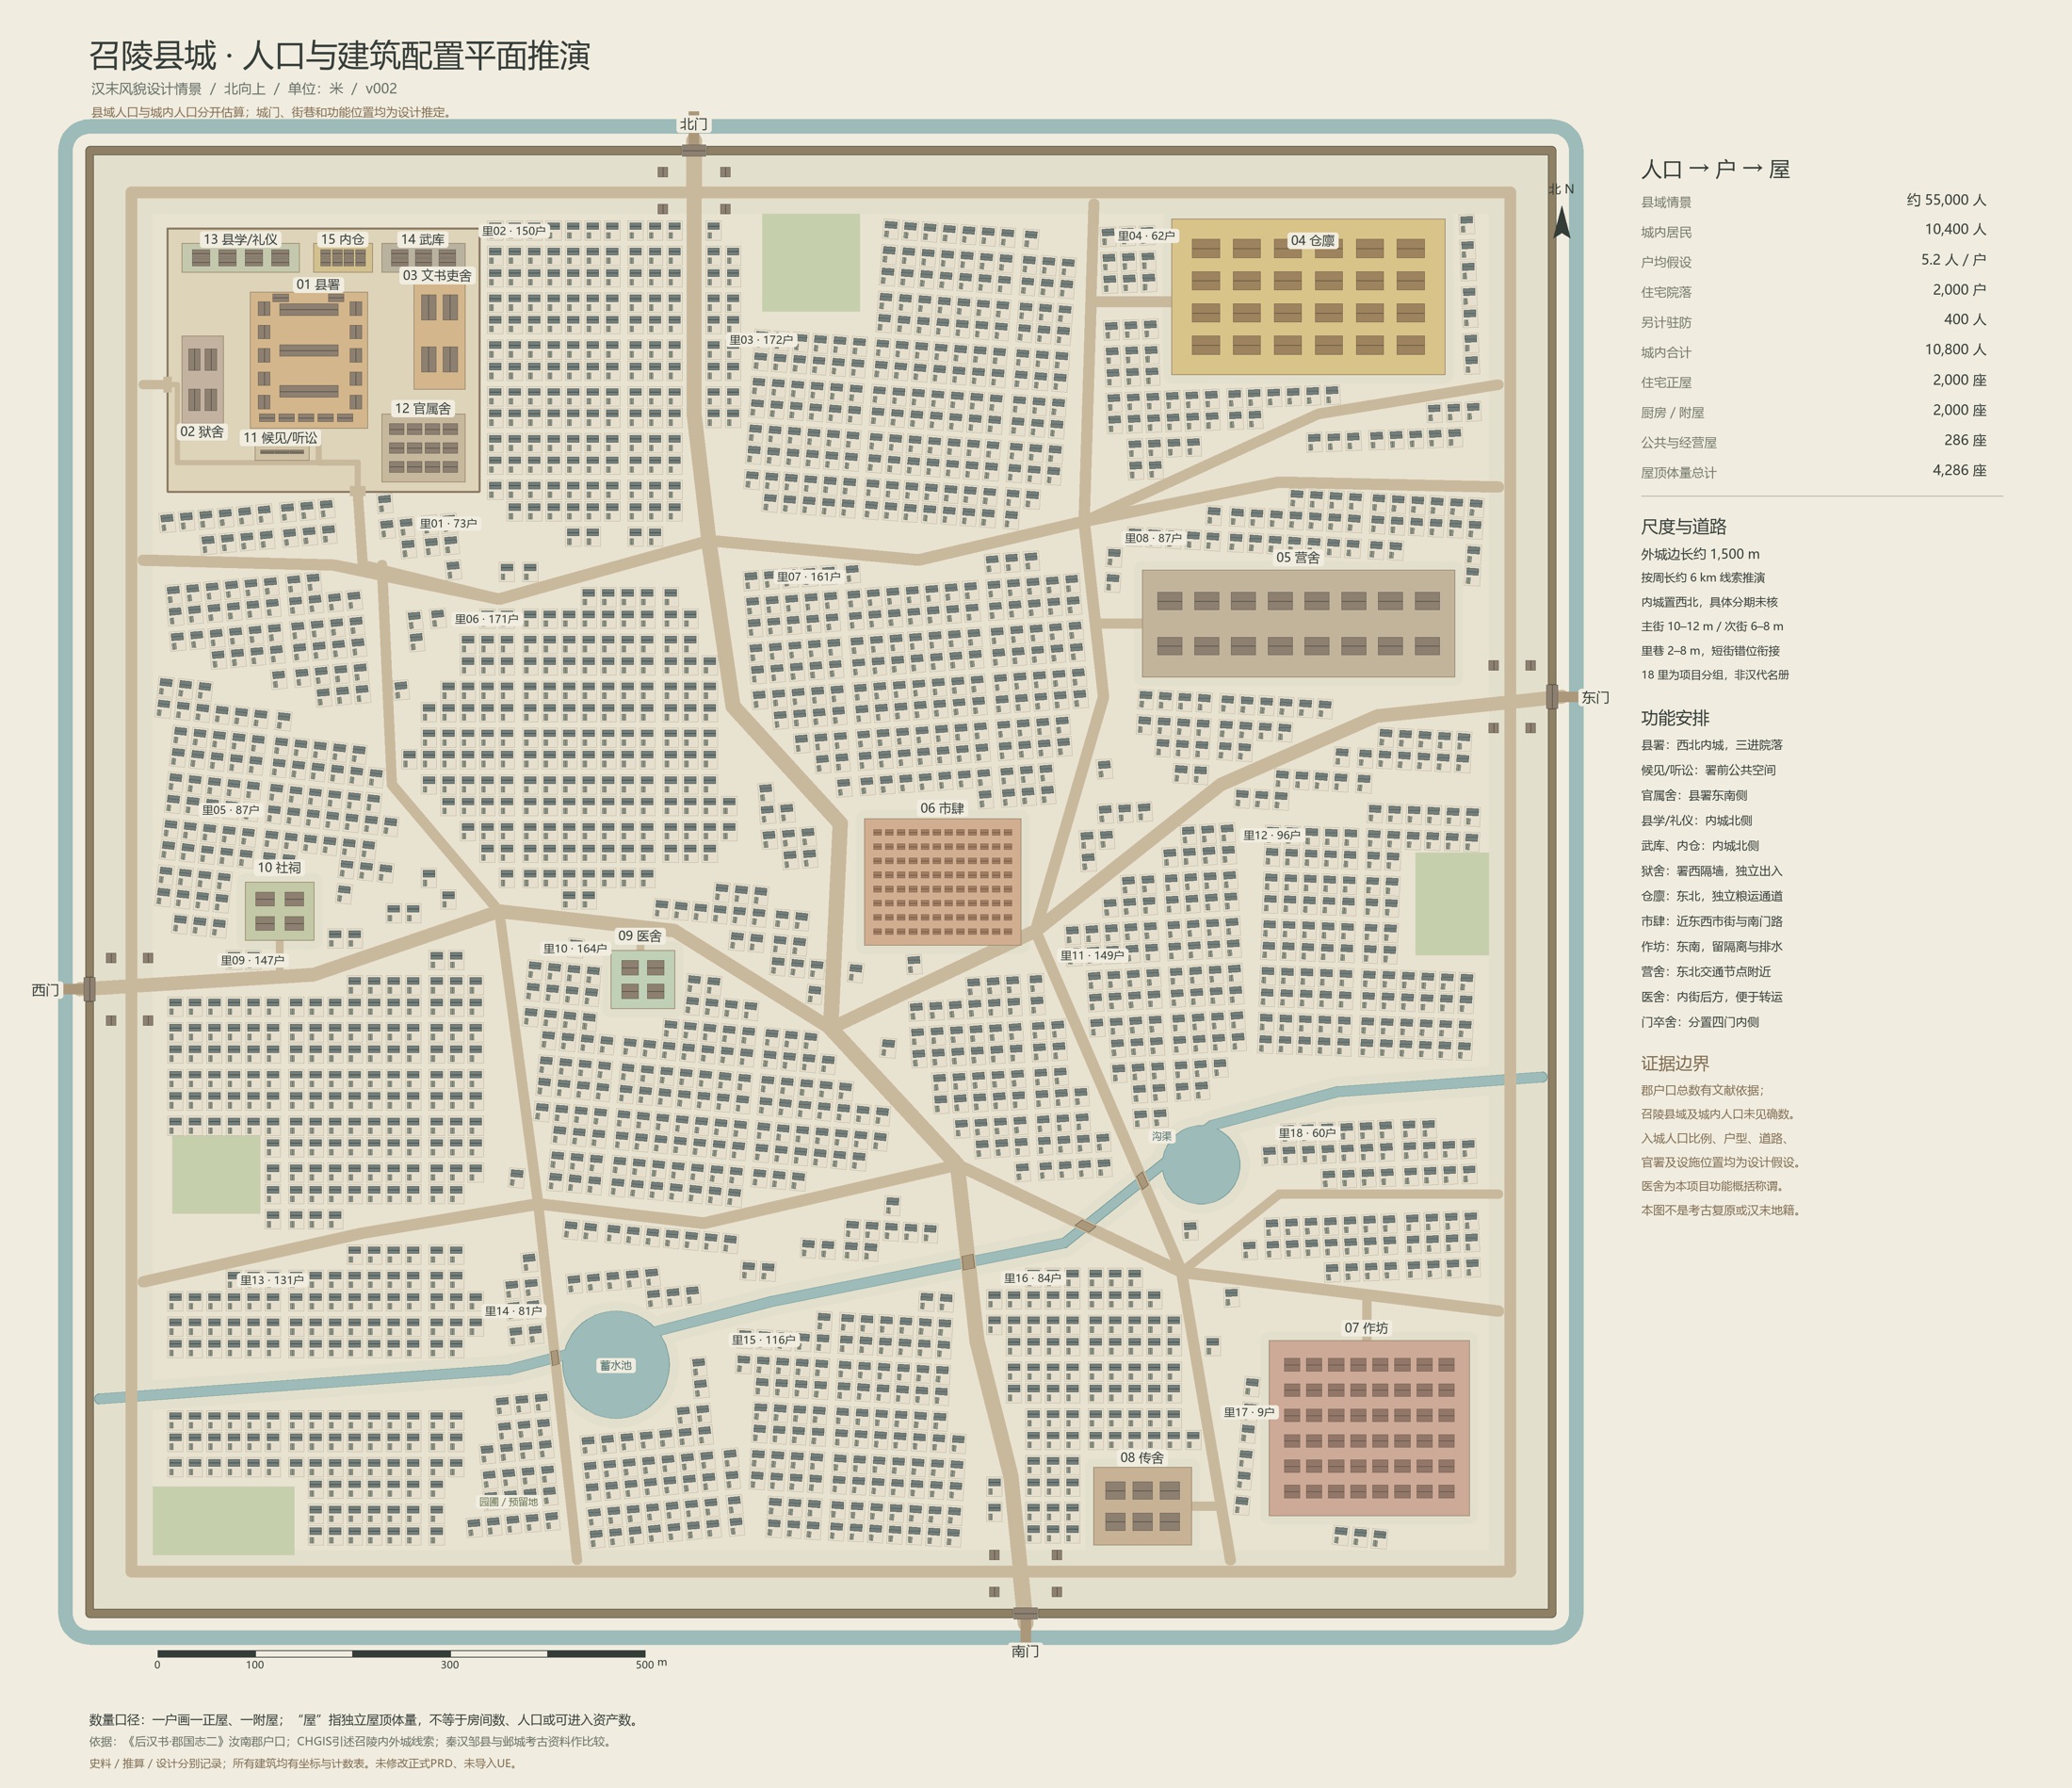 召陵县城 · 人口与建筑配置平面推演
汉末风貌设计情景 / 北向上 / 单位：米 / v002
县域人口与城内人口分开估算；城门、街巷和功能位置均为设计推定。
北门
北 N
13 县学/礼仪
15 内仓
14 武库
03 文书吏舍
01 县署
02 狱舍
11 候见/听讼
12 官属舍
里02 · 150户
里03 · 172户
里04 · 62户
04 仓廪
里01 · 73户
里08 · 87户
05 营舍
里07 · 161户
里06 · 171户
东门
里05 · 87户
06 市肆
里12 · 96户
10 社祠
09 医舍
里10 · 164户
里09 · 147户
里11 · 149户
西门
沟渠
里18 · 60户
里13 · 131户
里16 · 84户
里14 · 81户
里15 · 116户
07 作坊
蓄水池
里17 · 9户
08 传舍
园圃 / 预留地
南门
0 100 300 500 m
人口 → 户 → 屋
县域情景 约 55,000 人
城内居民 10,400 人
户均假设 5.2 人 / 户
住宅院落 2,000 户
另计驻防 400 人
城内合计 10,800 人
住宅正屋 2,000 座
厨房 / 附屋 2,000 座
公共与经营屋 286 座
屋顶体量总计 4,286 座
尺度与道路
外城边长约 1,500 m
按周长约 6 km 线索推演
内城置西北，具体分期未核
主街 10–12 m / 次街 6–8 m
里巷 2–8 m，短街错位衔接
18 里为项目分组，非汉代名册
功能安排
县署：西北内城，三进院落
候见/听讼：署前公共空间
官属舍：县署东南侧
县学/礼仪：内城北侧
武库、内仓：内城北侧
狱舍：署西隔墙，独立出入
仓廪：东北，独立粮运通道
市肆：近东西市街与南门路
作坊：东南，留隔离与排水
营舍：东北交通节点附近
医舍：内街后方，便于转运
门卒舍：分置四门内侧
证据边界
郡户口总数有文献依据；
召陵县域及城内人口未见确数。
入城人口比例、户型、道路、
官署及设施位置均为设计假设。
医舍为本项目功能概括称谓。
本图不是考古复原或汉末地籍。
数量口径：一户画一正屋、一附屋；“屋”指独立屋顶体量，不等于房间数、人口或可进入资产数。
依据：《后汉书·郡国志二》汝南郡户口；CHGIS引述召陵内外城线索；秦汉邹县与邺城考古资料作比较。
史料 / 推算 / 设计分别记录；所有建筑均有坐标与计数表。未修改正式PRD、未导入UE。